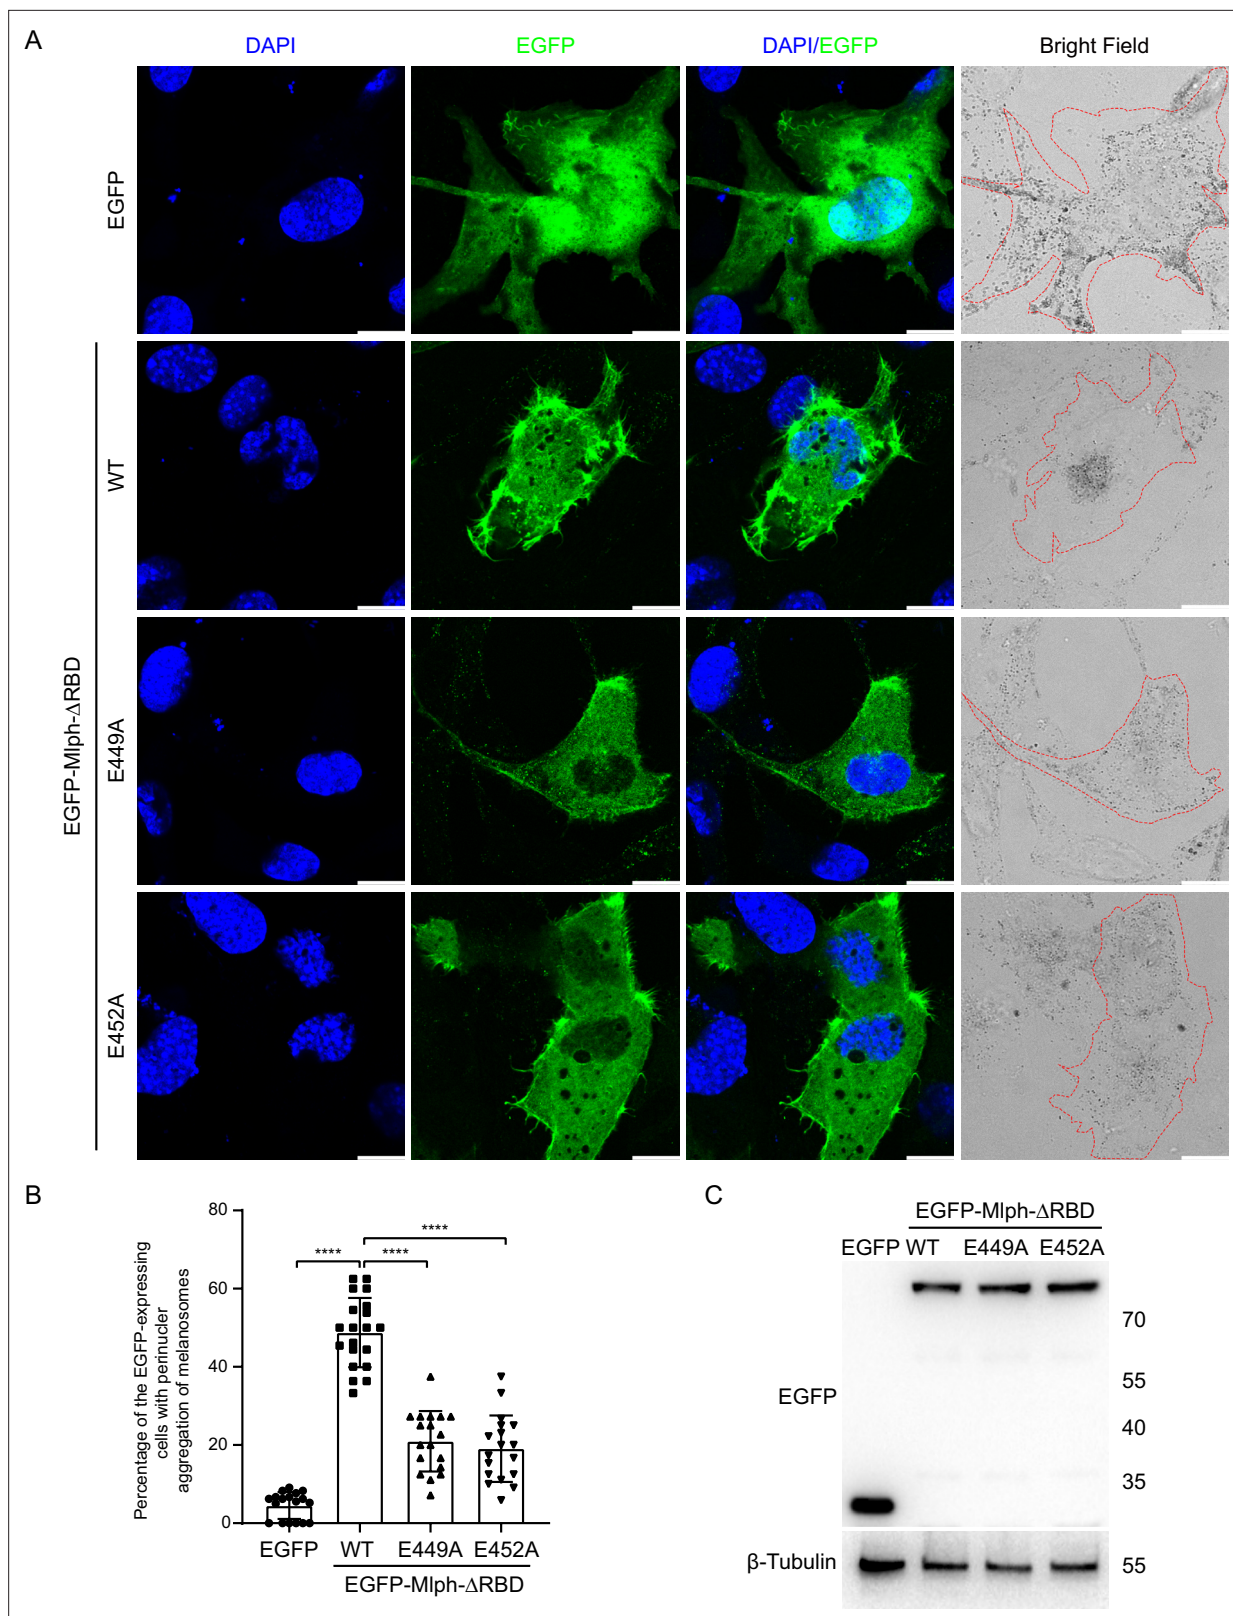 A
DAPI EGFP DAPI/EGFP Bright Field
EGFP
EGFP-Mlph-ΔRBD
WT
E449A
E452A
B
Percentage of the EGFP-expressing
cells with perinucler
aggregation of melanosomes
80
60
40
20
0
**** **** ****
EGFP WT E449A E452A
EGFP-Mlph-ΔRBD
C
EGFP-Mlph-ΔRBD
EGFP WT E449A E452A
EGFP
70
55
40
35
β-Tubulin 55